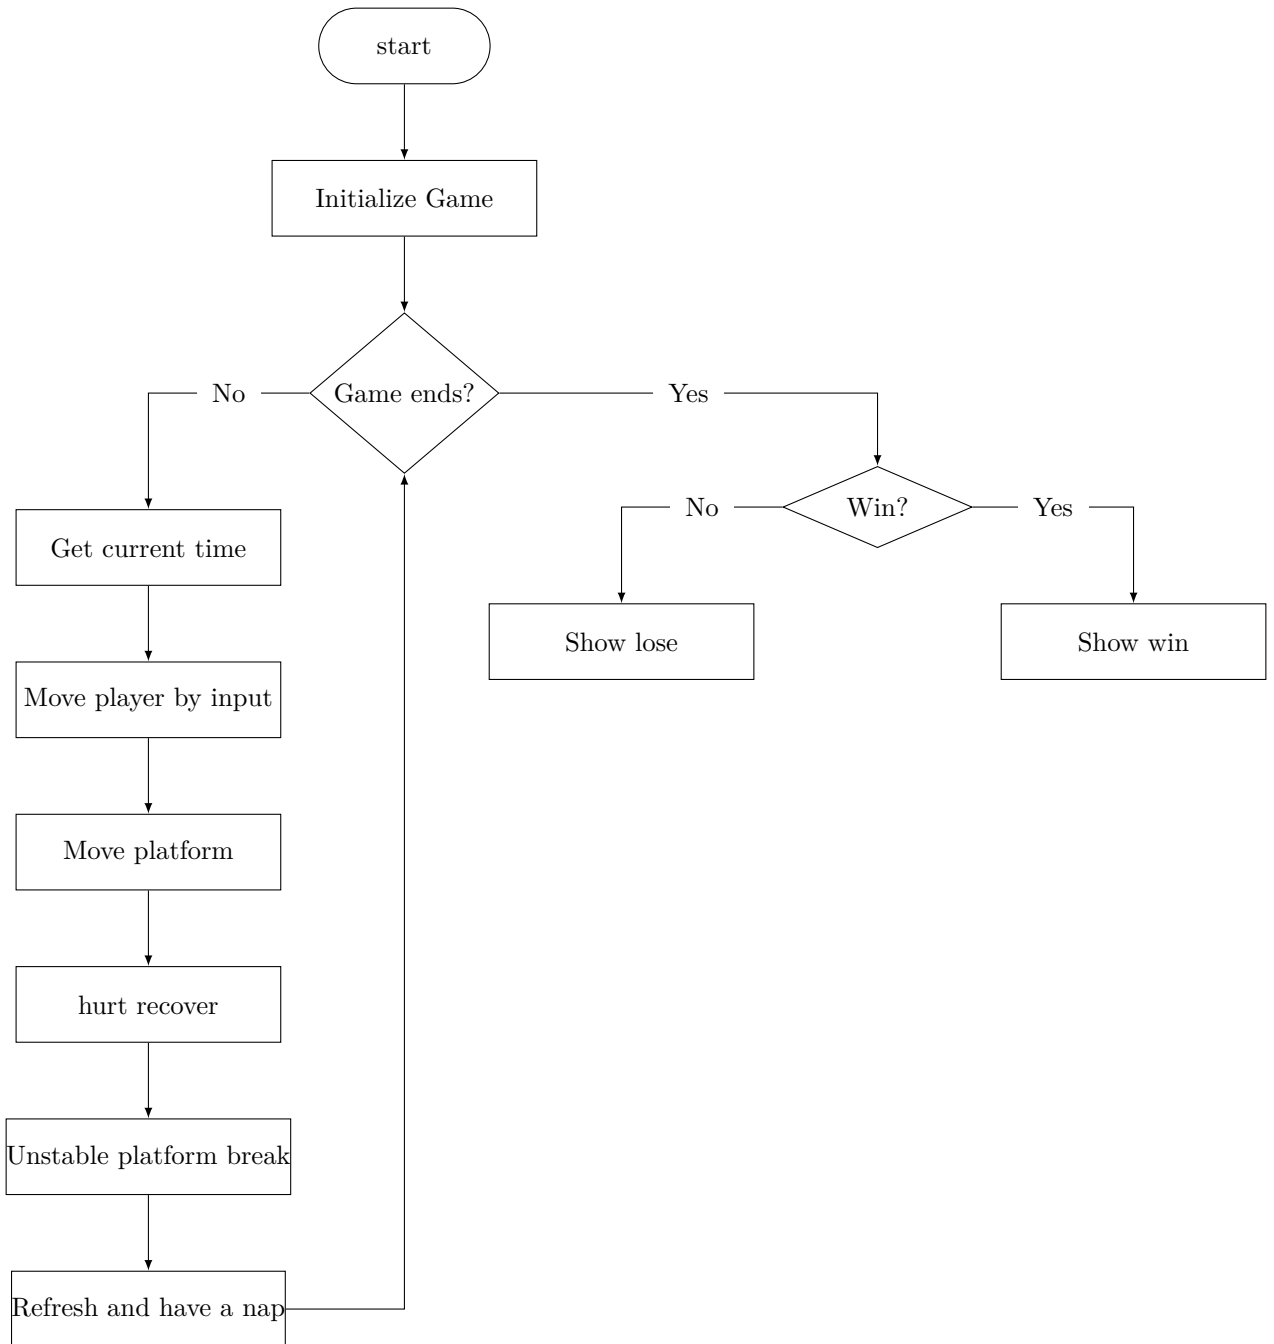 start
Initialize Game
Game ends?
No
Yes
Win?
No
Yes
Get current time
Show lose
Show win
Move player by input
Move platform
hurt recover
Unstable platform break
Refresh and have a nap